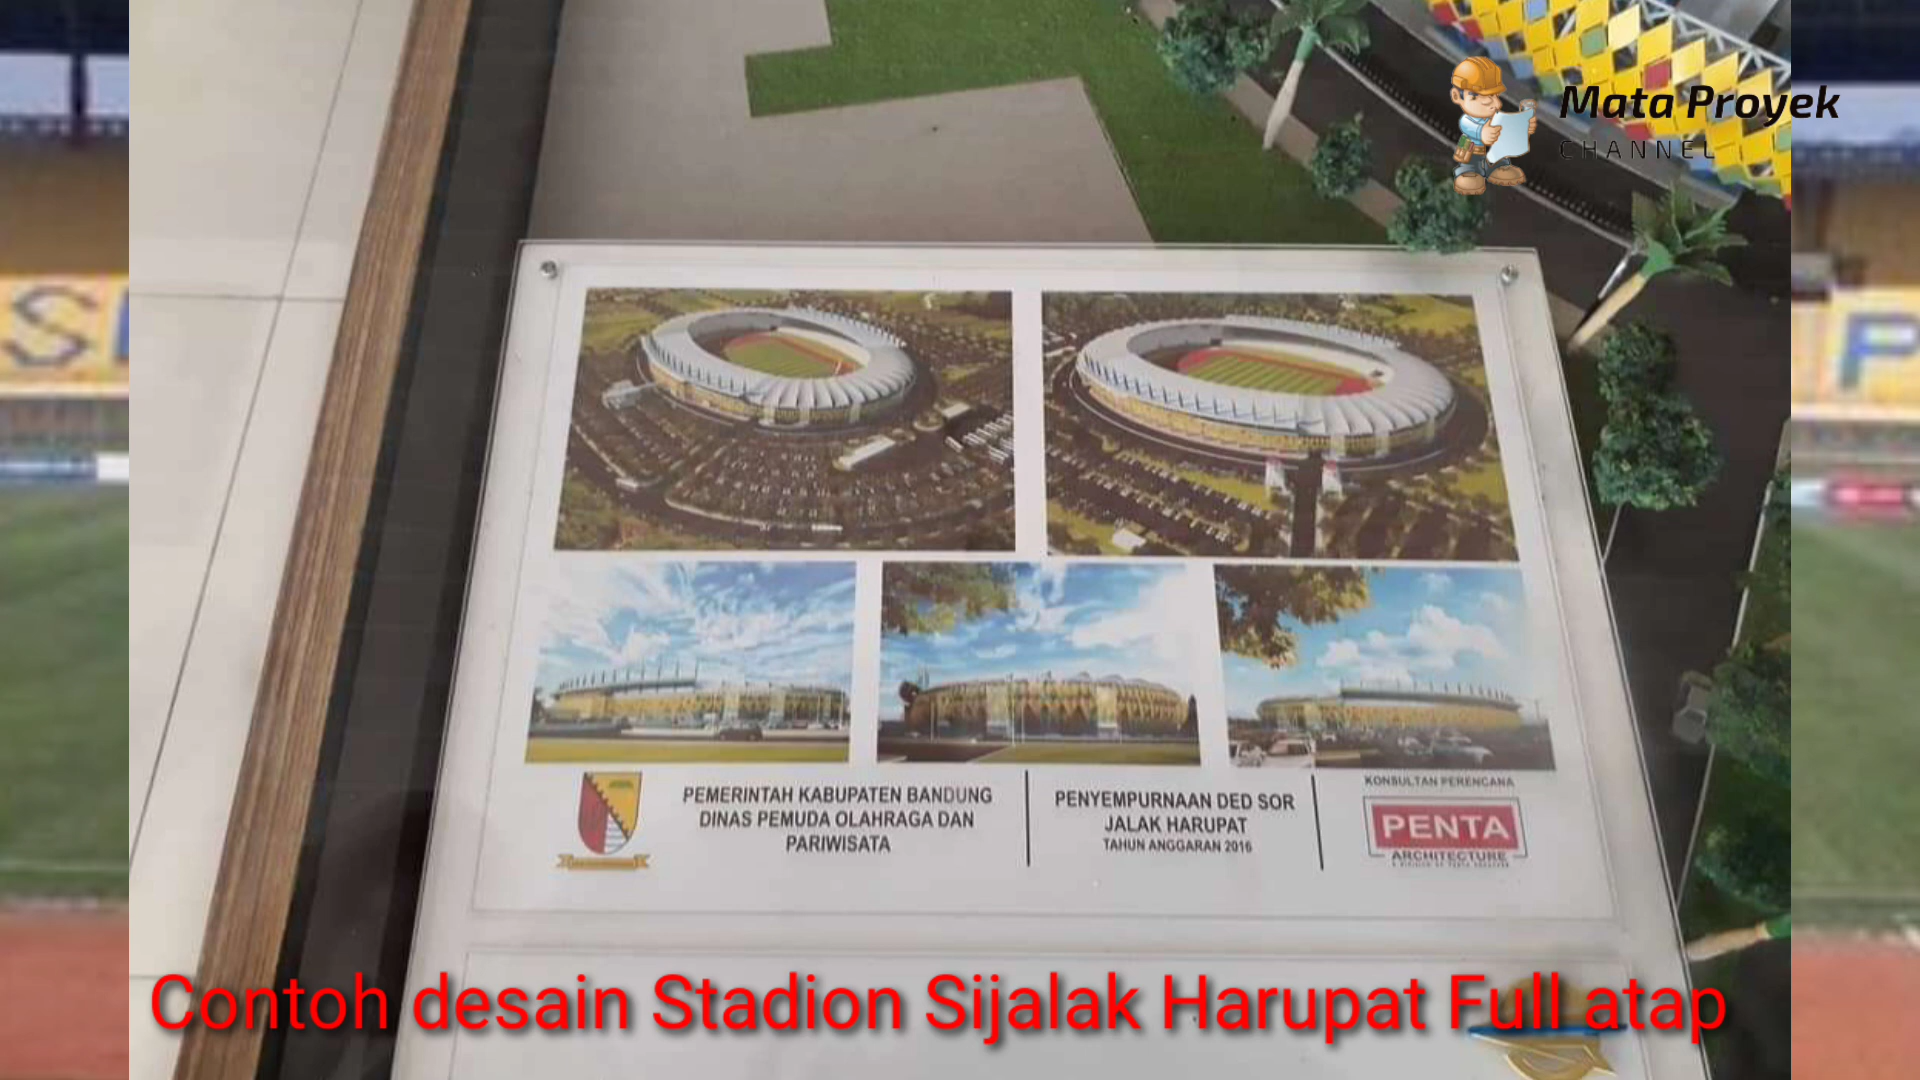 Mata Proyek
CHANNEL
S
P
PEMERINTAH KABUPATEN BANDUNG
DINAS PEMUDA OLAHRAGA DAN
PARIWISATA
PENYEMPURNAAN DED SOR
JALAK HARUPAT
TAHUN ANGGARAN 2016
KONSULTAN PERENCANA
PENTA
ARCHITECTURE
Contoh desain Stadion Sijalak Harupat Full atap